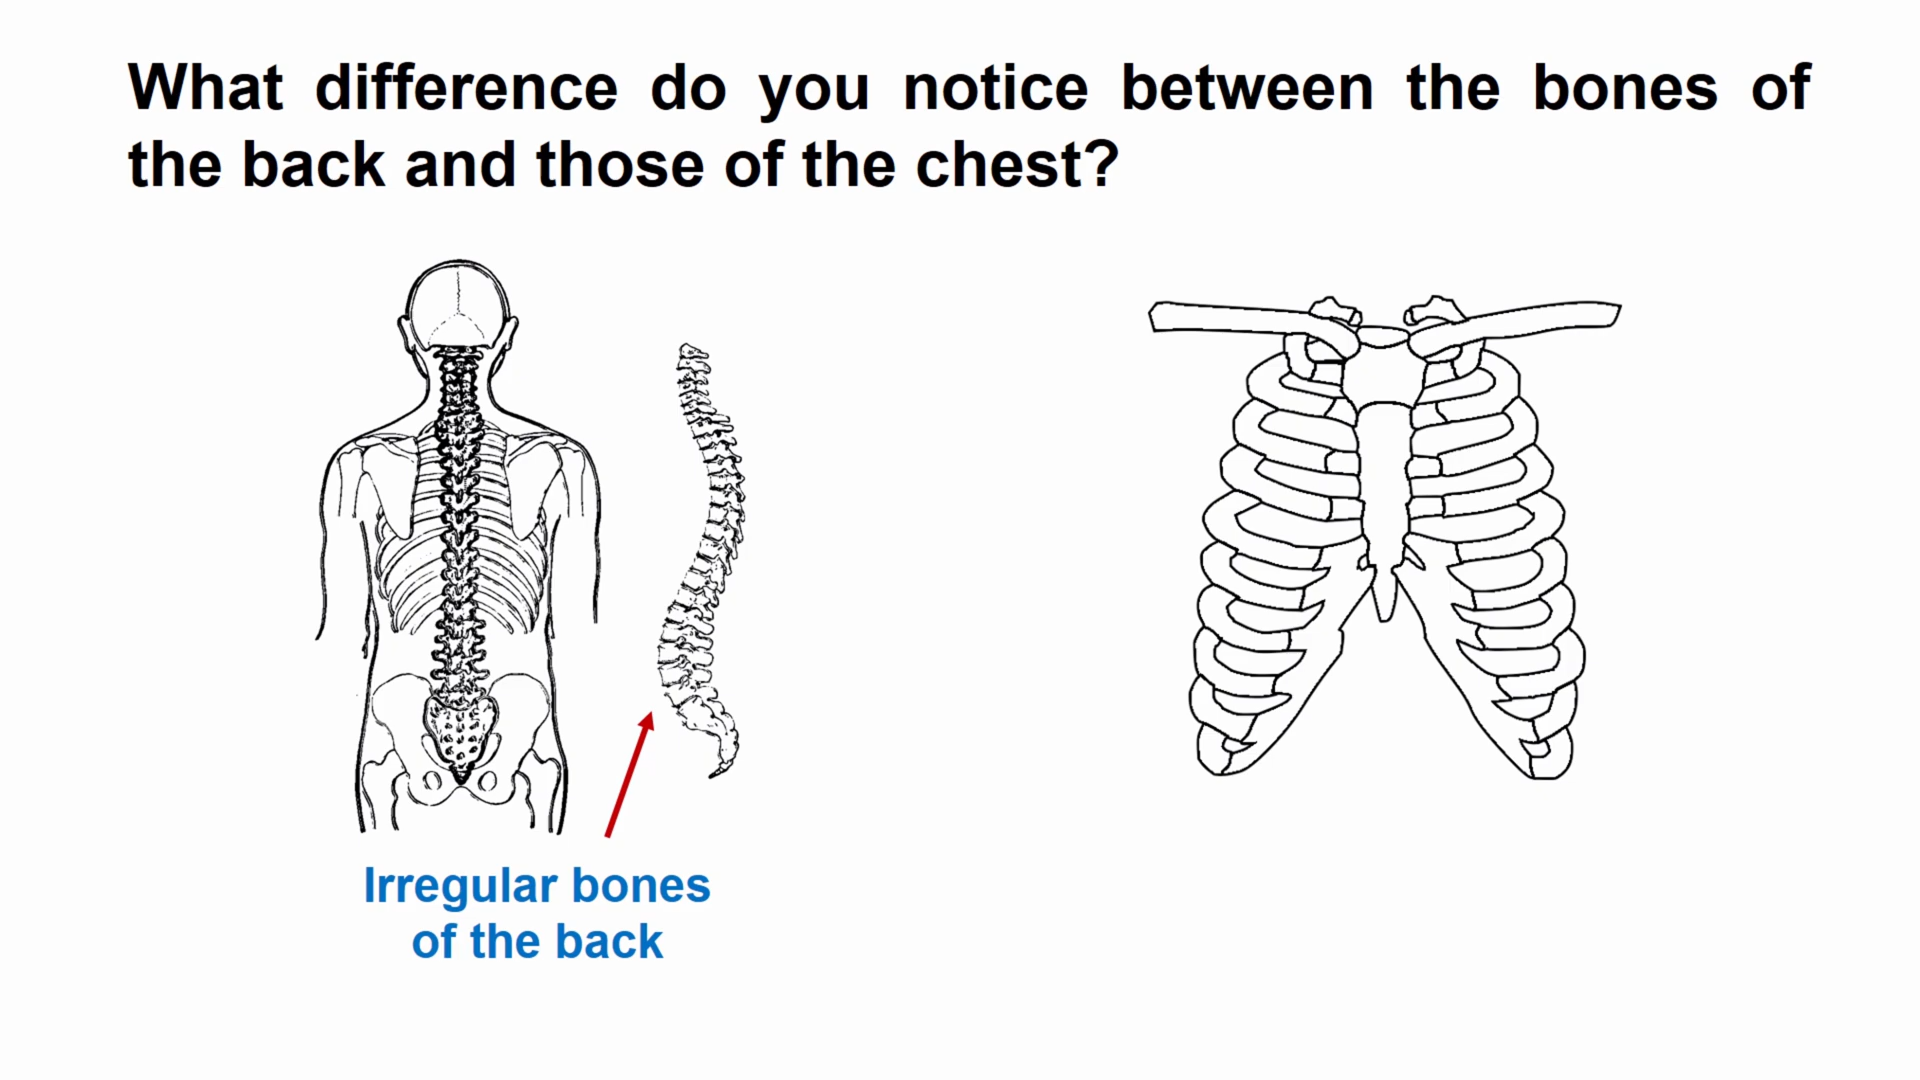 What difference do you notice between the bones of
the back and those of the chest?
Irregular bones
of the back